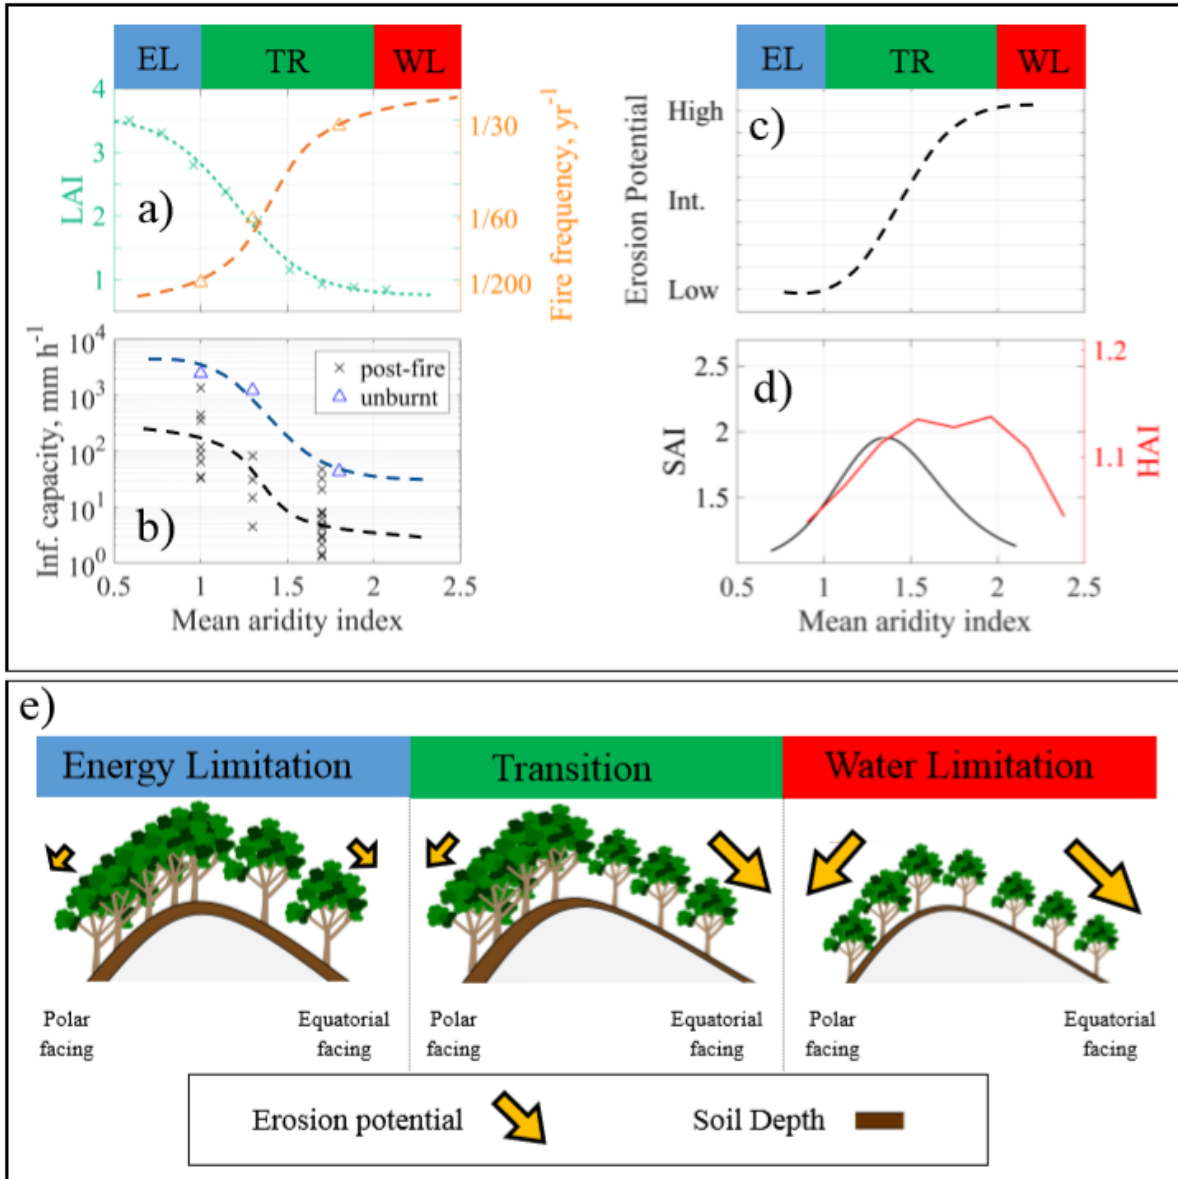 EL TR WL
4
3
2
1
LAI
a)
1/30
1/60
1/200
Fire frequency, yr⁻¹
10⁴
10³
10²
10¹
10⁰
Inf. capacity, mm h⁻¹
b)
× post-fire
△ unburnt
0.5 1 1.5 2 2.5
Mean aridity index
EL TR WL
High
Int.
Low
Erosion Potential
c)
2.5
2
1.5
SAI
d)
1.2
1.1
HAI
0.5 1 1.5 2 2.5
Mean aridity index
e)
Energy Limitation Transition Water Limitation
Polar Equatorial Polar Equatorial Polar Equatorial
facing facing facing facing facing facing
Erosion potential Soil Depth